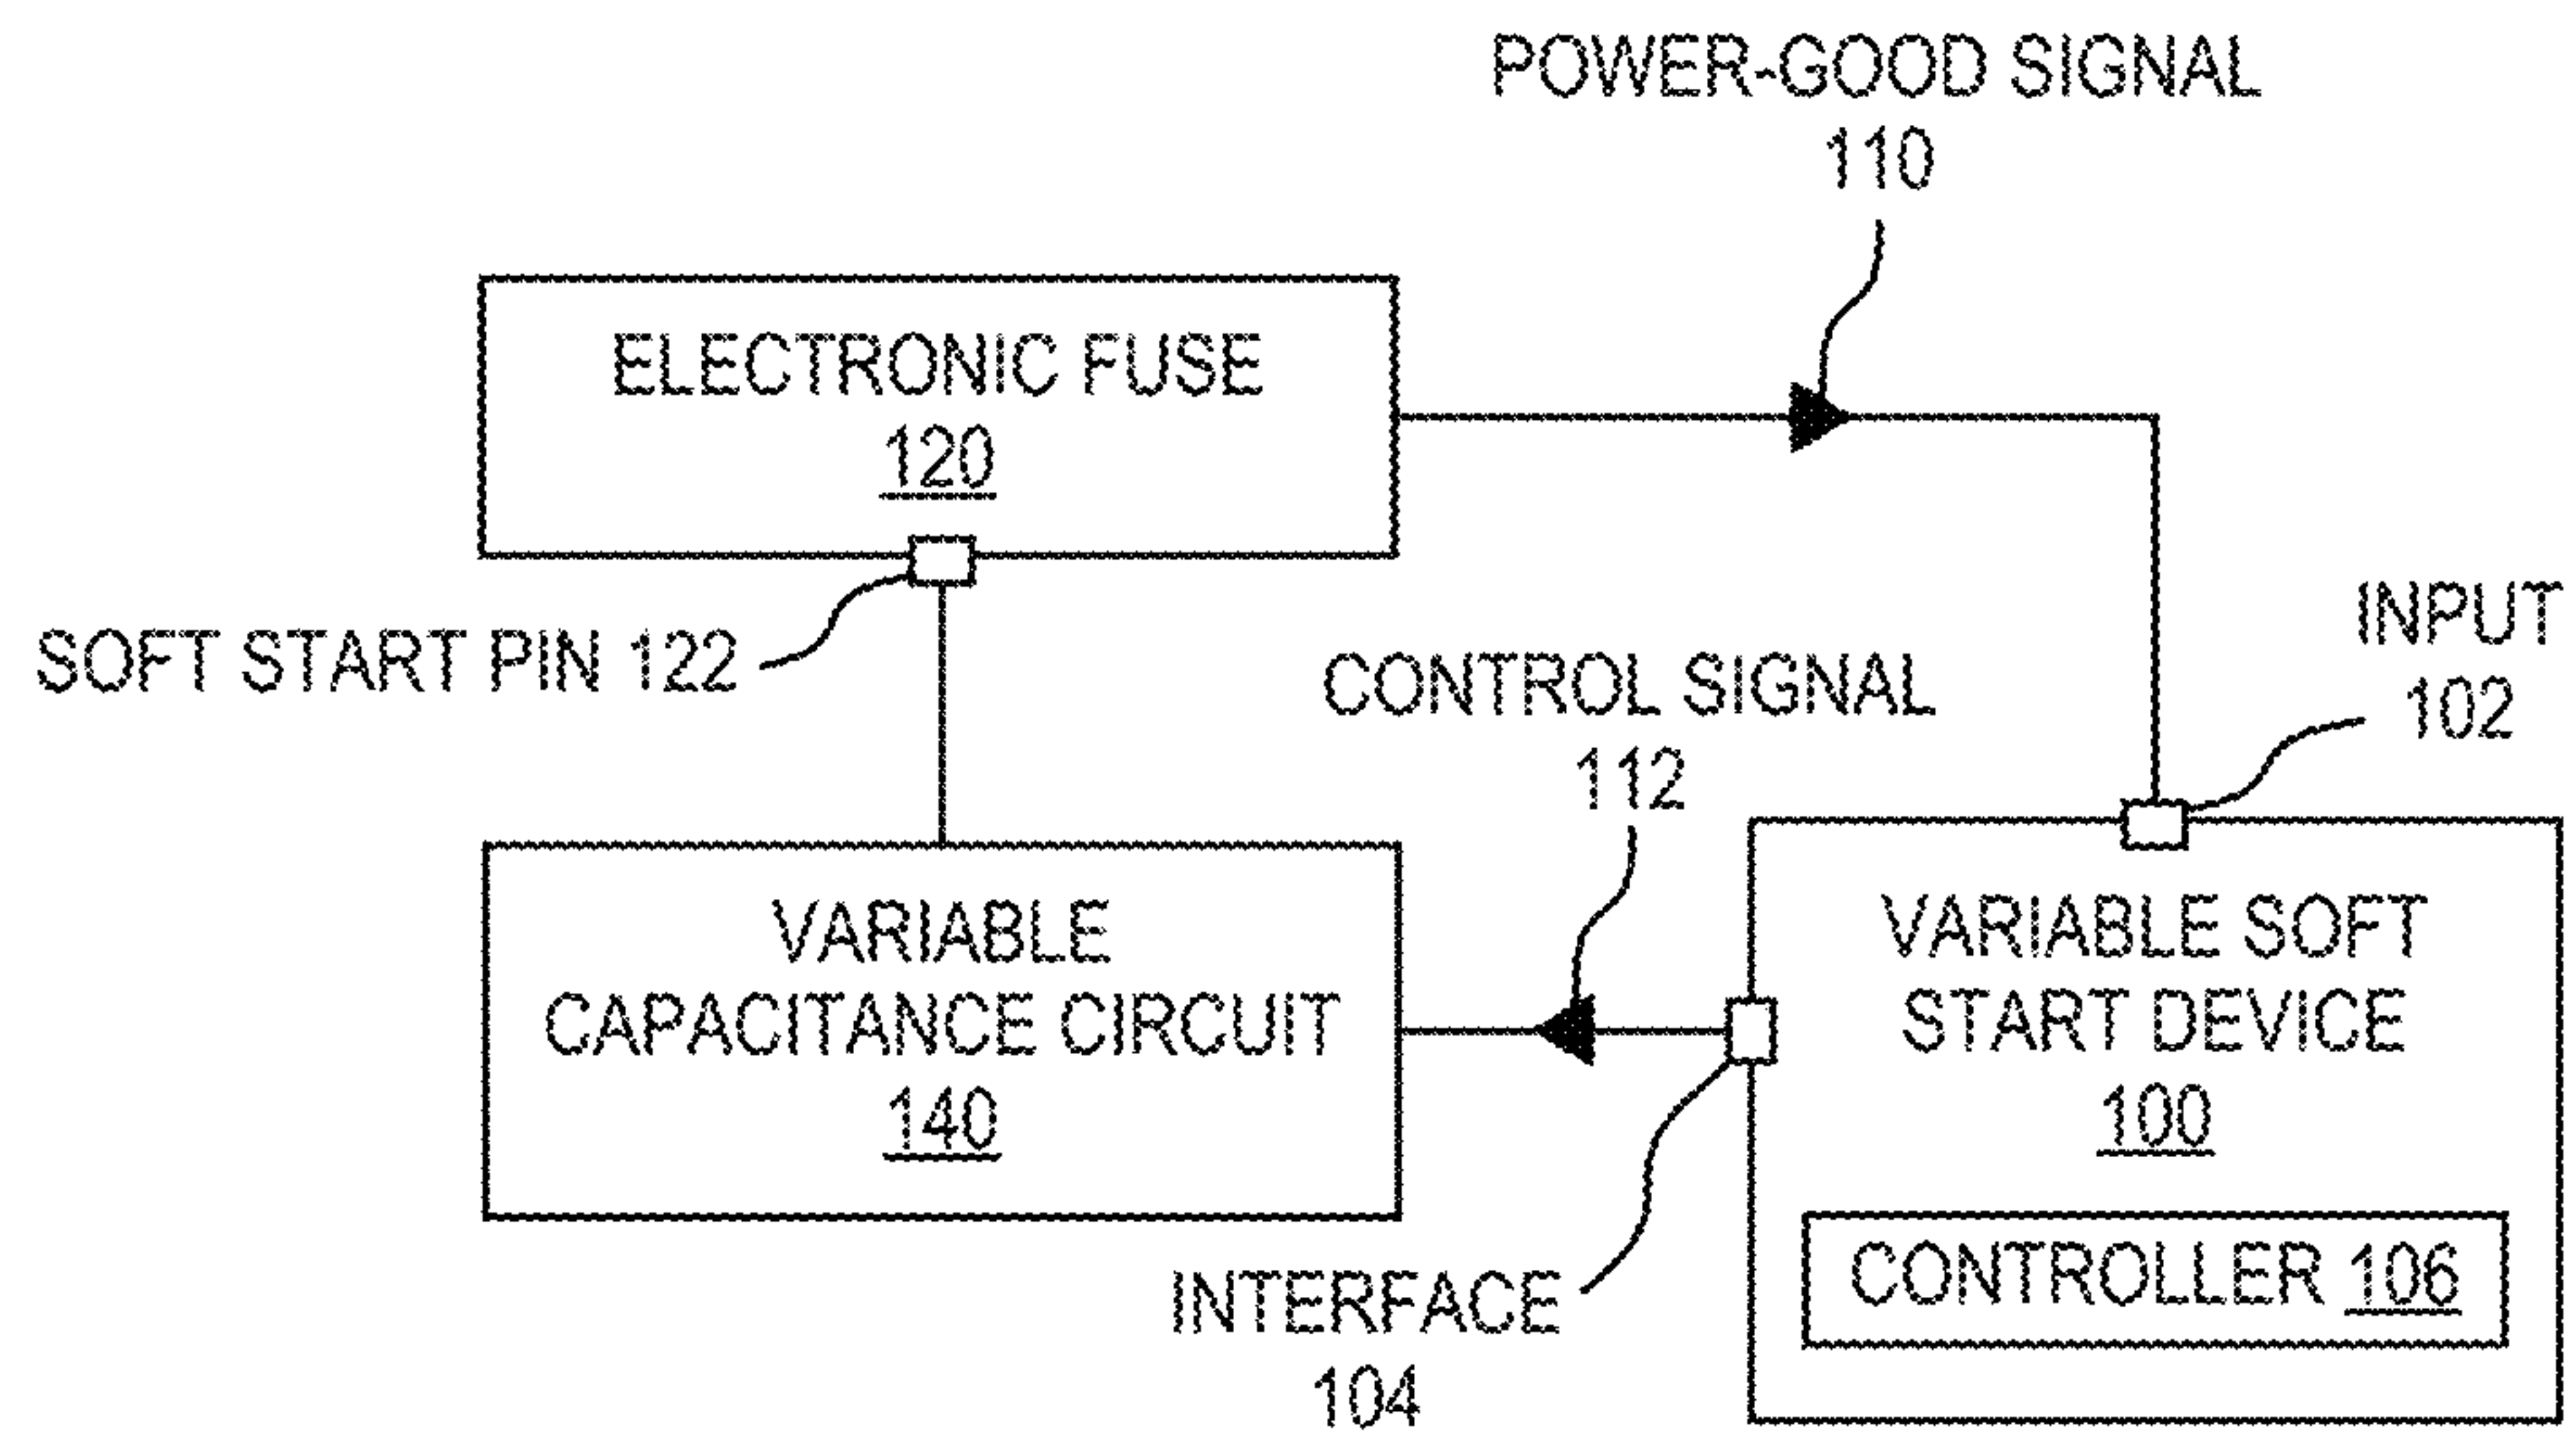 POWER-GOOD SIGNAL
110
ELECTRONIC FUSE
120
SOFT START PIN 122
CONTROL SIGNAL
112
INPUT
102
VARIABLE
CAPACITANCE CIRCUIT
140
VARIABLE SOFT
START DEVICE
100
CONTROLLER 106
INTERFACE
104